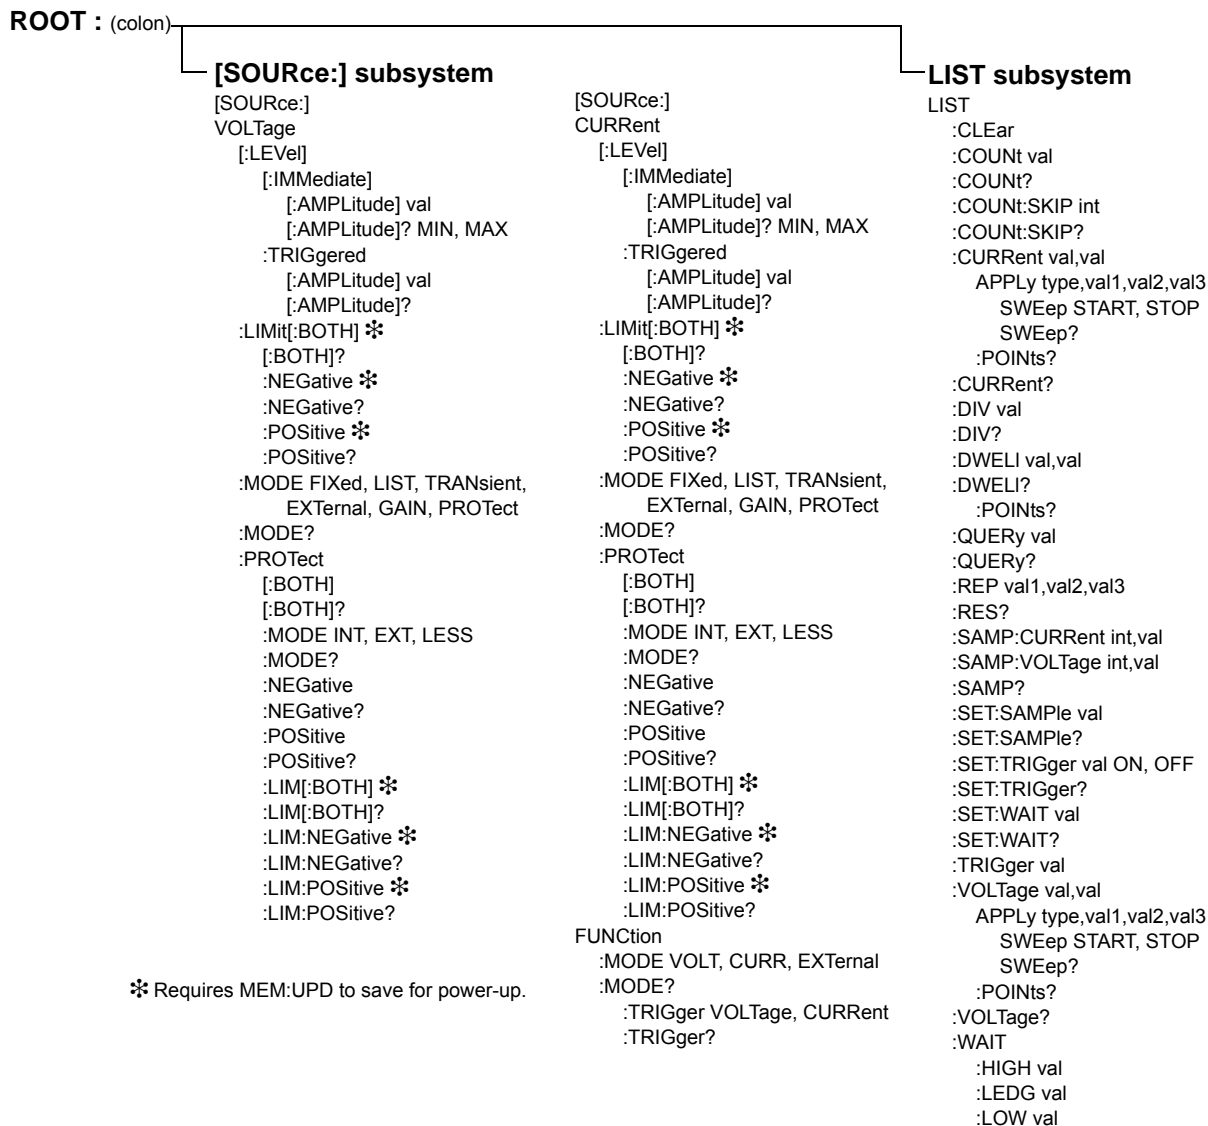 ROOT : (colon)
[SOURce:] subsystem
[SOURce:]
VOLTage
[:LEVel]
[:IMMediate]
[:AMPLitude] val
[:AMPLitude]? MIN, MAX
:TRIGgered
[:AMPLitude] val
[:AMPLitude]?
:LIMit[:BOTH] ✻
[:BOTH]?
:NEGative ✻
:NEGative?
:POSitive ✻
:POSitive?
:MODE FIXed, LIST, TRANsient,
EXTernal, GAIN, PROTect
:MODE?
:PROTect
[:BOTH]
[:BOTH]?
:MODE INT, EXT, LESS
:MODE?
:NEGative
:NEGative?
:POSitive
:POSitive?
:LIM[:BOTH] ✻
:LIM[:BOTH]?
:LIM:NEGative ✻
:LIM:NEGative?
:LIM:POSitive ✻
:LIM:POSitive?
✻ Requires MEM:UPD to save for power-up.
[SOURce:]
CURRent
[:LEVel]
[:IMMediate]
[:AMPLitude] val
[:AMPLitude]? MIN, MAX
:TRIGgered
[:AMPLitude] val
[:AMPLitude]?
:LIMit[:BOTH] ✻
[:BOTH]?
:NEGative ✻
:NEGative?
:POSitive ✻
:POSitive?
:MODE FIXed, LIST, TRANsient,
EXTernal, GAIN, PROTect
:MODE?
:PROTect
[:BOTH]
[:BOTH]?
:MODE INT, EXT, LESS
:MODE?
:NEGative
:NEGative?
:POSitive
:POSitive?
:LIM[:BOTH] ✻
:LIM[:BOTH]?
:LIM:NEGative ✻
:LIM:NEGative?
:LIM:POSitive ✻
:LIM:POSitive?
FUNCtion
:MODE VOLT, CURR, EXTernal
:MODE?
:TRIGger VOLTage, CURRent
:TRIGger?
LIST subsystem
LIST
:CLEar
:COUNt val
:COUNt?
:COUNt:SKIP int
:COUNt:SKIP?
:CURRent val,val
APPLy type,val1,val2,val3
SWEep START, STOP
SWEep?
:POINts?
:CURRent?
:DIV val
:DIV?
:DWELl val,val
:DWELl?
:POINts?
:QUERy val
:QUERy?
:REP val1,val2,val3
:RES?
:SAMP:CURRent int,val
:SAMP:VOLTage int,val
:SAMP?
:SET:SAMPle val
:SET:SAMPle?
:SET:TRIGger val ON, OFF
:SET:TRIGger?
:SET:WAIT val
:SET:WAIT?
:TRIGger val
:VOLTage val,val
APPLy type,val1,val2,val3
SWEep START, STOP
SWEep?
:POINts?
:VOLTage?
:WAIT
:HIGH val
:LEDG val
:LOW val